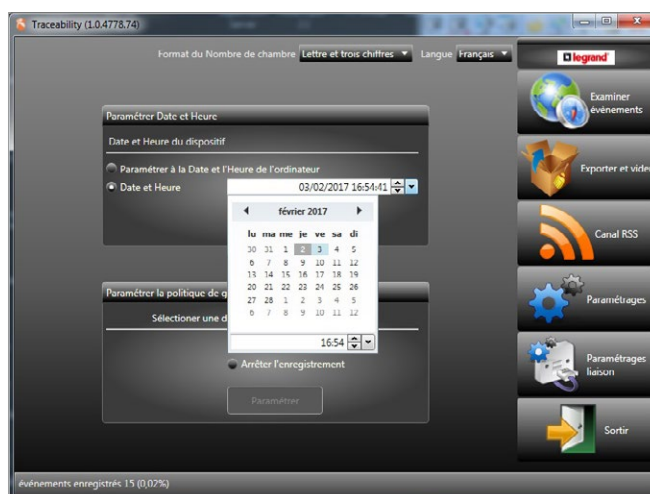 Traceability (1.0.4778.74)
Format du Nombre de chambre Lettre et trois chiffres Langue Français
legrand
Paramétrer Date et Heure
Date et Heure du dispositif
Paramétrer à la Date et l'Heure de l'ordinateur
Date et Heure 03/02/2017 16:54:41
février 2017
lu ma me je ve sa di
30 31 1 2 3 4 5
6 7 8 9 10 11 12
13 14 15 16 17 18 19
20 21 22 23 24 25 26
27 28 1 2 3 4 5
6 7 8 9 10 11 12
16:54
Paramétrer la politique de
Sélectioner une d
Arrêter l'enregistrement
Paramétrer
Examiner
événements
Exporter et vide
Canal RSS
Paramétrages
Paramétrages
liaison
Sortir
événements enregistrés 15 (0,02%)